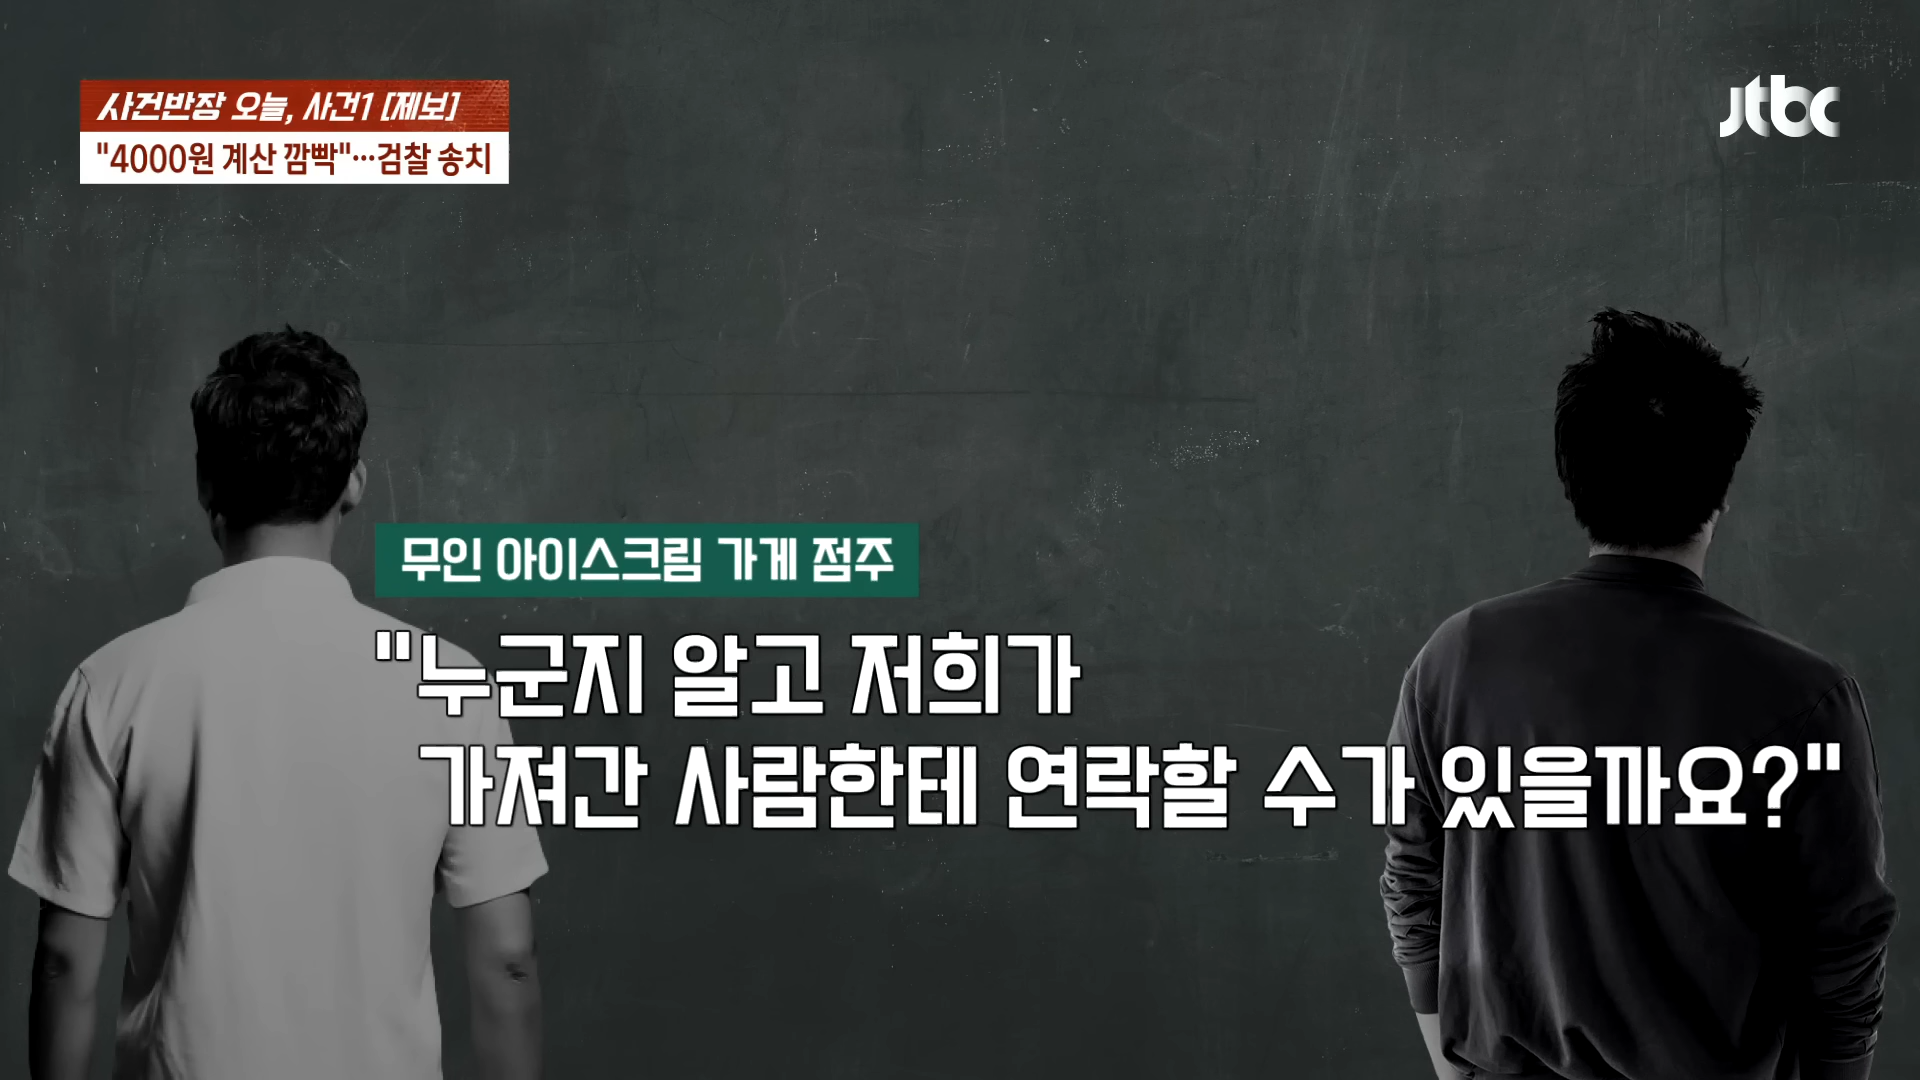 사건반장 오늘, 사건1 [제보]
"4000원 계산 깜빡"…검찰 송치
jtbc
무인 아이스크림 가게 점주
"누군지 알고 저희가
가져간 사람한테 연락할 수가 있을까요?"